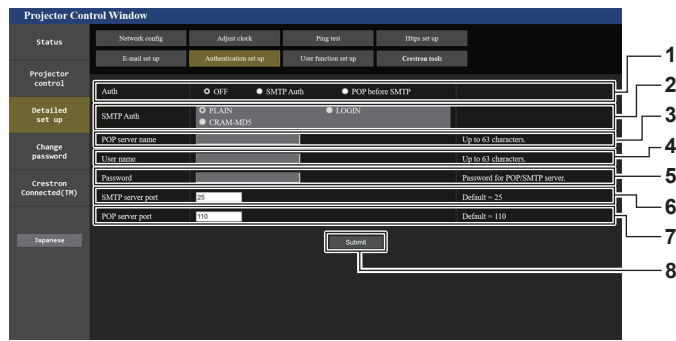 Projector Control Window
Status
Network config
Adjust clock
Ping test
Https set up
E-mail set up
Authentication set up
User function set up
Crestron tools
Projector
control
Detailed
set up
Change
password
Crestron
Connected(TM)
Japanese
Auth
OFF
SMTP Auth
POP before SMTP
SMTP Auth
PLAIN
LOGIN
CRAM-MD5
POP server name
Up to 63 characters.
User name
Up to 63 characters.
Password
Password for POP/SMTP server.
SMTP server port
25
Default = 25
POP server port
110
Default = 110
Submit
1
2
3
4
5
6
7
8